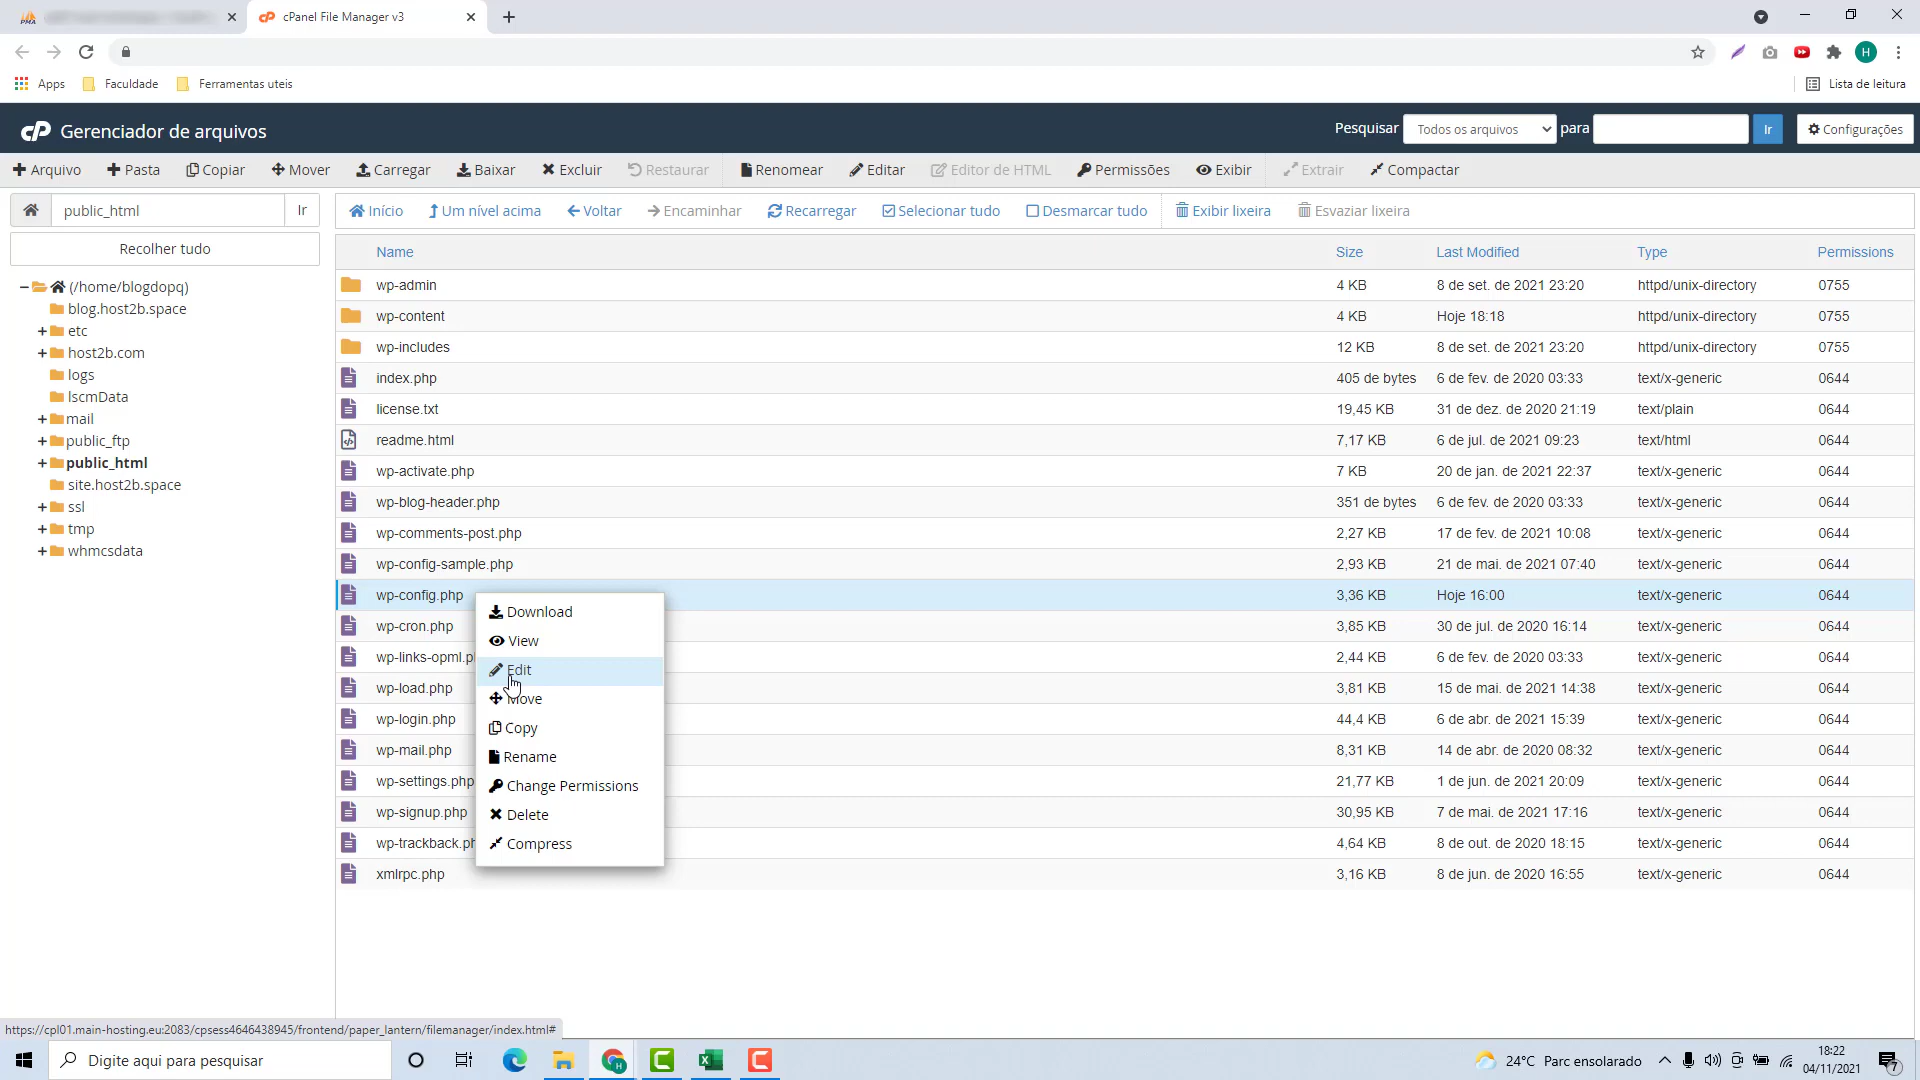 cPanel File Manager v3
Apps
Faculdade
Ferramentas uteis
Lista de leitura
H
cP Gerenciador de arquivos
Pesquisar Todos os arquivos para Ir Configurações
Arquivo Pasta Copiar Mover Carregar Baixar Excluir Restaurar Renomear Editar Editor de HTML Permissões Exibir Extrair Compactar
public_html Ir
Início Um nível acima Voltar Encaminhar Recarregar Selecionar tudo Desmarcar tudo Exibir lixeira Esvaziar lixeira
Recolher tudo
(/home/blogdopq)
blog.host2b.space
etc
host2b.com
logs
lscmData
mail
public_ftp
public_html
site.host2b.space
ssl
tmp
whmcsdata
Name Size Last Modified Type Permissions
wp-admin 4 KB 8 de set. de 2021 23:20 httpd/unix-directory 0755
wp-content 4 KB Hoje 18:18 httpd/unix-directory 0755
wp-includes 12 KB 8 de set. de 2021 23:20 httpd/unix-directory 0755
index.php 405 de bytes 6 de fev. de 2020 03:33 text/x-generic 0644
license.txt 19,45 KB 31 de dez. de 2020 21:19 text/plain 0644
readme.html 7,17 KB 6 de jul. de 2021 09:23 text/html 0644
wp-activate.php 7 KB 20 de jan. de 2021 22:37 text/x-generic 0644
wp-blog-header.php 351 de bytes 6 de fev. de 2020 03:33 text/x-generic 0644
wp-comments-post.php 2,27 KB 17 de fev. de 2021 10:08 text/x-generic 0644
wp-config-sample.php 2,93 KB 21 de mai. de 2021 07:40 text/x-generic 0644
wp-config.php 3,36 KB Hoje 16:00 text/x-generic 0644
wp-cron.php 3,85 KB 30 de jul. de 2020 16:14 text/x-generic 0644
wp-links-opml.p 2,44 KB 6 de fev. de 2020 03:33 text/x-generic 0644
wp-load.php 3,81 KB 15 de mai. de 2021 14:38 text/x-generic 0644
wp-login.php 44,4 KB 6 de abr. de 2021 15:39 text/x-generic 0644
wp-mail.php 8,31 KB 14 de abr. de 2020 08:32 text/x-generic 0644
wp-settings.php 21,77 KB 1 de jun. de 2021 20:09 text/x-generic 0644
wp-signup.php 30,95 KB 7 de mai. de 2021 17:16 text/x-generic 0644
wp-trackback.ph 4,64 KB 8 de out. de 2020 18:15 text/x-generic 0644
xmlrpc.php 3,16 KB 8 de jun. de 2020 16:55 text/x-generic 0644
Download
View
Edit
Move
Copy
Rename
Change Permissions
Delete
Compress
https://cpl01.main-hosting.eu:2083/cpsess4646438945/frontend/paper_lantern/filemanager/index.html#
Digite aqui para pesquisar
24°C Parc ensolarado
18:22
04/11/2021
7